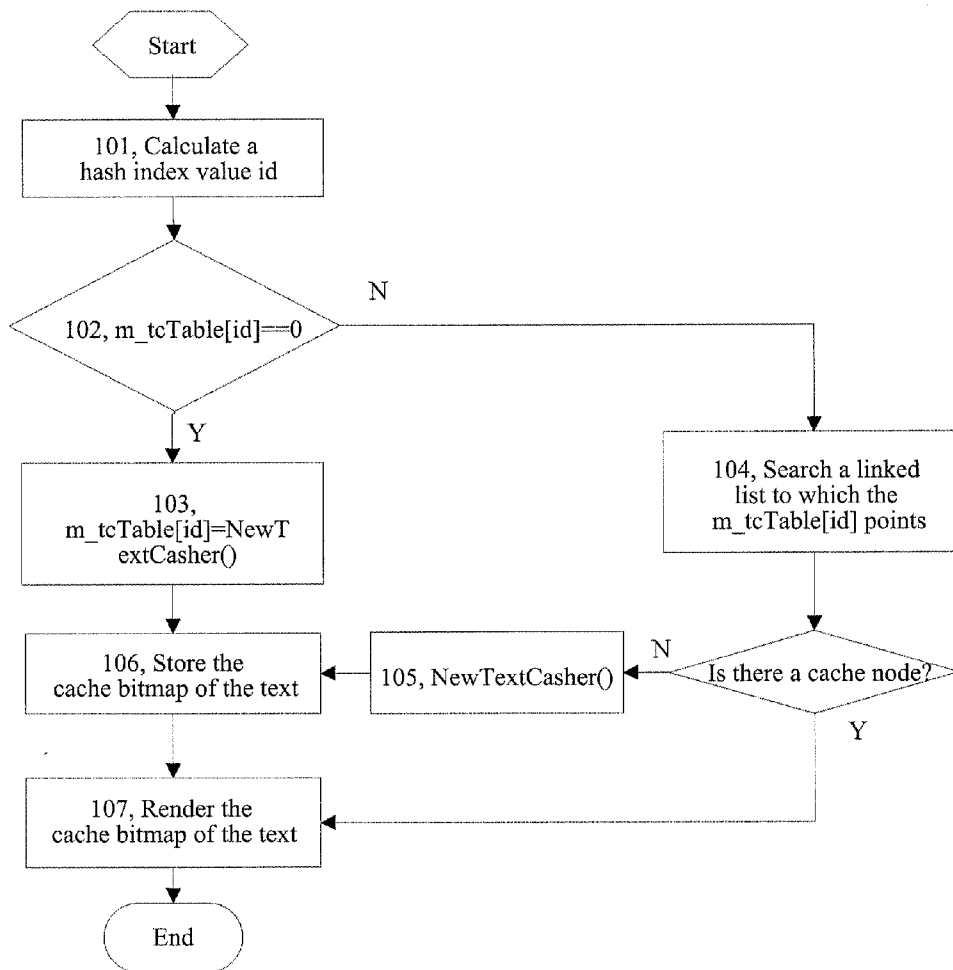 Start
101, Calculate a
hash index value id
N
102, m_tcTable[id]==0
Y
103,
m_tcTable[id]=NewT
extCasher()
104, Search a linked
list to which the
m_tcTable[id] points
106, Store the
cache bitmap of the text
105, NewTextCasher()
N
Is there a cache node?
Y
107, Render the
cache bitmap of the text
End